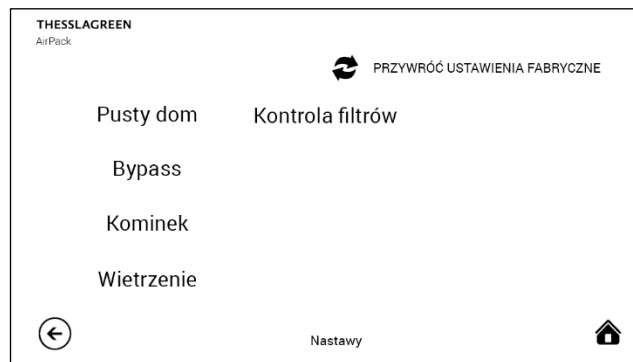 THESSLAGREEN
AirPack
PRZYWRÓĆ USTAWIENIA FABRYCZNE
Pusty dom
Kontrola filtrów
Bypass
Kominek
Wietrzenie
Nastawy